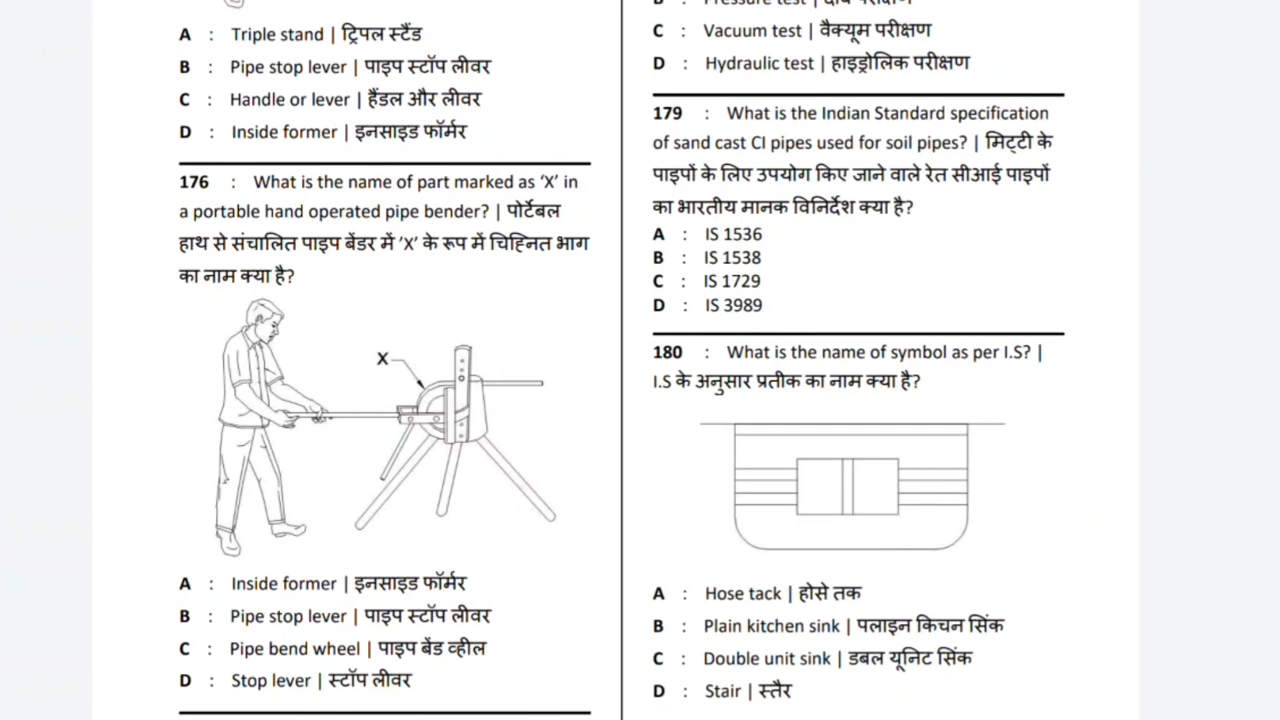 A : Triple stand | ट्रिपल स्टैंड
B : Pipe stop lever | पाइप स्टॉप लीवर
C : Handle or lever | हैंडल और लीवर
D : Inside former | इनसाइड फॉर्मर
176 : What is the name of part marked as ‘X’ in
a portable hand operated pipe bender? | पोर्टेबल
हाथ से संचालित पाइप बेंडर में ‘X’ के रूप में चिह्नित भाग
का नाम क्या है?
X
A : Inside former | इनसाइड फॉर्मर
B : Pipe stop lever | पाइप स्टॉप लीवर
C : Pipe bend wheel | पाइप बेंड व्हील
D : Stop lever | स्टॉप लीवर
C : Vacuum test | वैक्यूम परीक्षण
D : Hydraulic test | हाइड्रोलिक परीक्षण
179 : What is the Indian Standard specification
of sand cast CI pipes used for soil pipes? | मिट्टी के
पाइपों के लिए उपयोग किए जाने वाले रेत सीआई पाइपों
का भारतीय मानक विनिर्देश क्या है?
A : IS 1536
B : IS 1538
C : IS 1729
D : IS 3989
180 : What is the name of symbol as per I.S? |
I.S के अनुसार प्रतीक का नाम क्या है?
A : Hose tack | होसे तक
B : Plain kitchen sink | पलाइन किचन सिंक
C : Double unit sink | डबल यूनिट सिंक
D : Stair | स्तैर